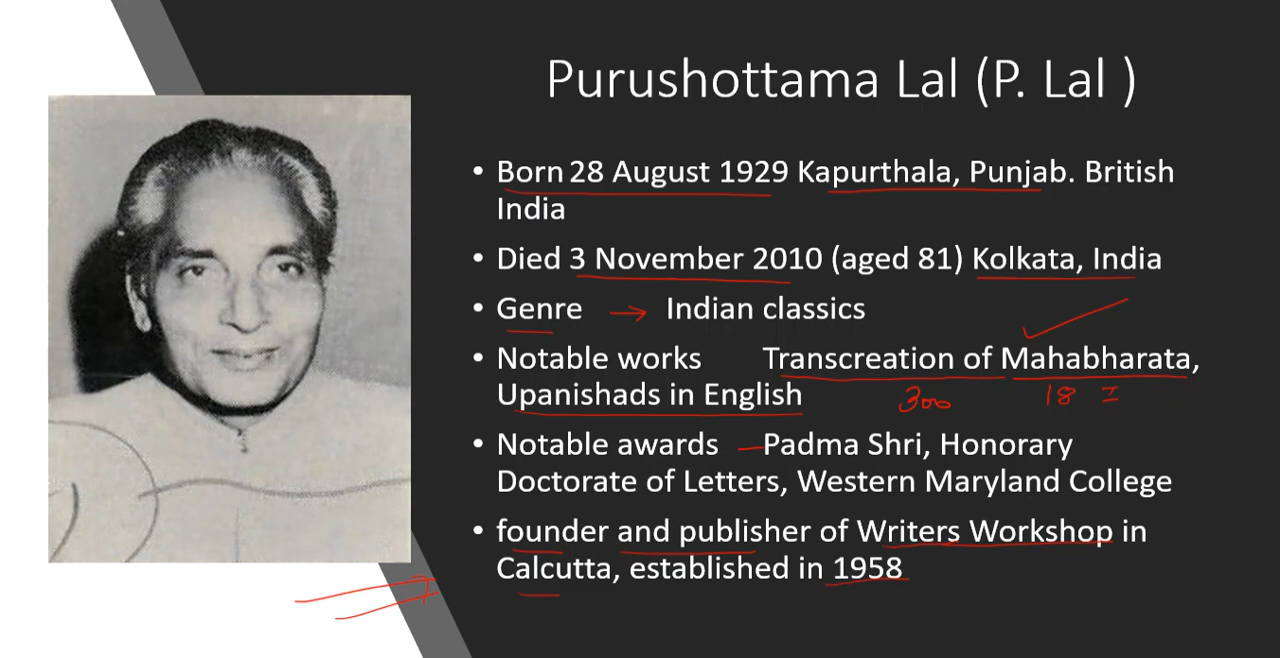 Purushottama Lal (P. Lal )
• Born 28 August 1929 Kapurthala, Punjab. British
India
• Died 3 November 2010 (aged 81) Kolkata, India
• Genre → Indian classics
• Notable works Transcreation of Mahabharata,
Upanishads in English
300 18
• Notable awards – Padma Shri, Honorary
Doctorate of Letters, Western Maryland College
• founder and publisher of Writers Workshop in
Calcutta, established in 1958